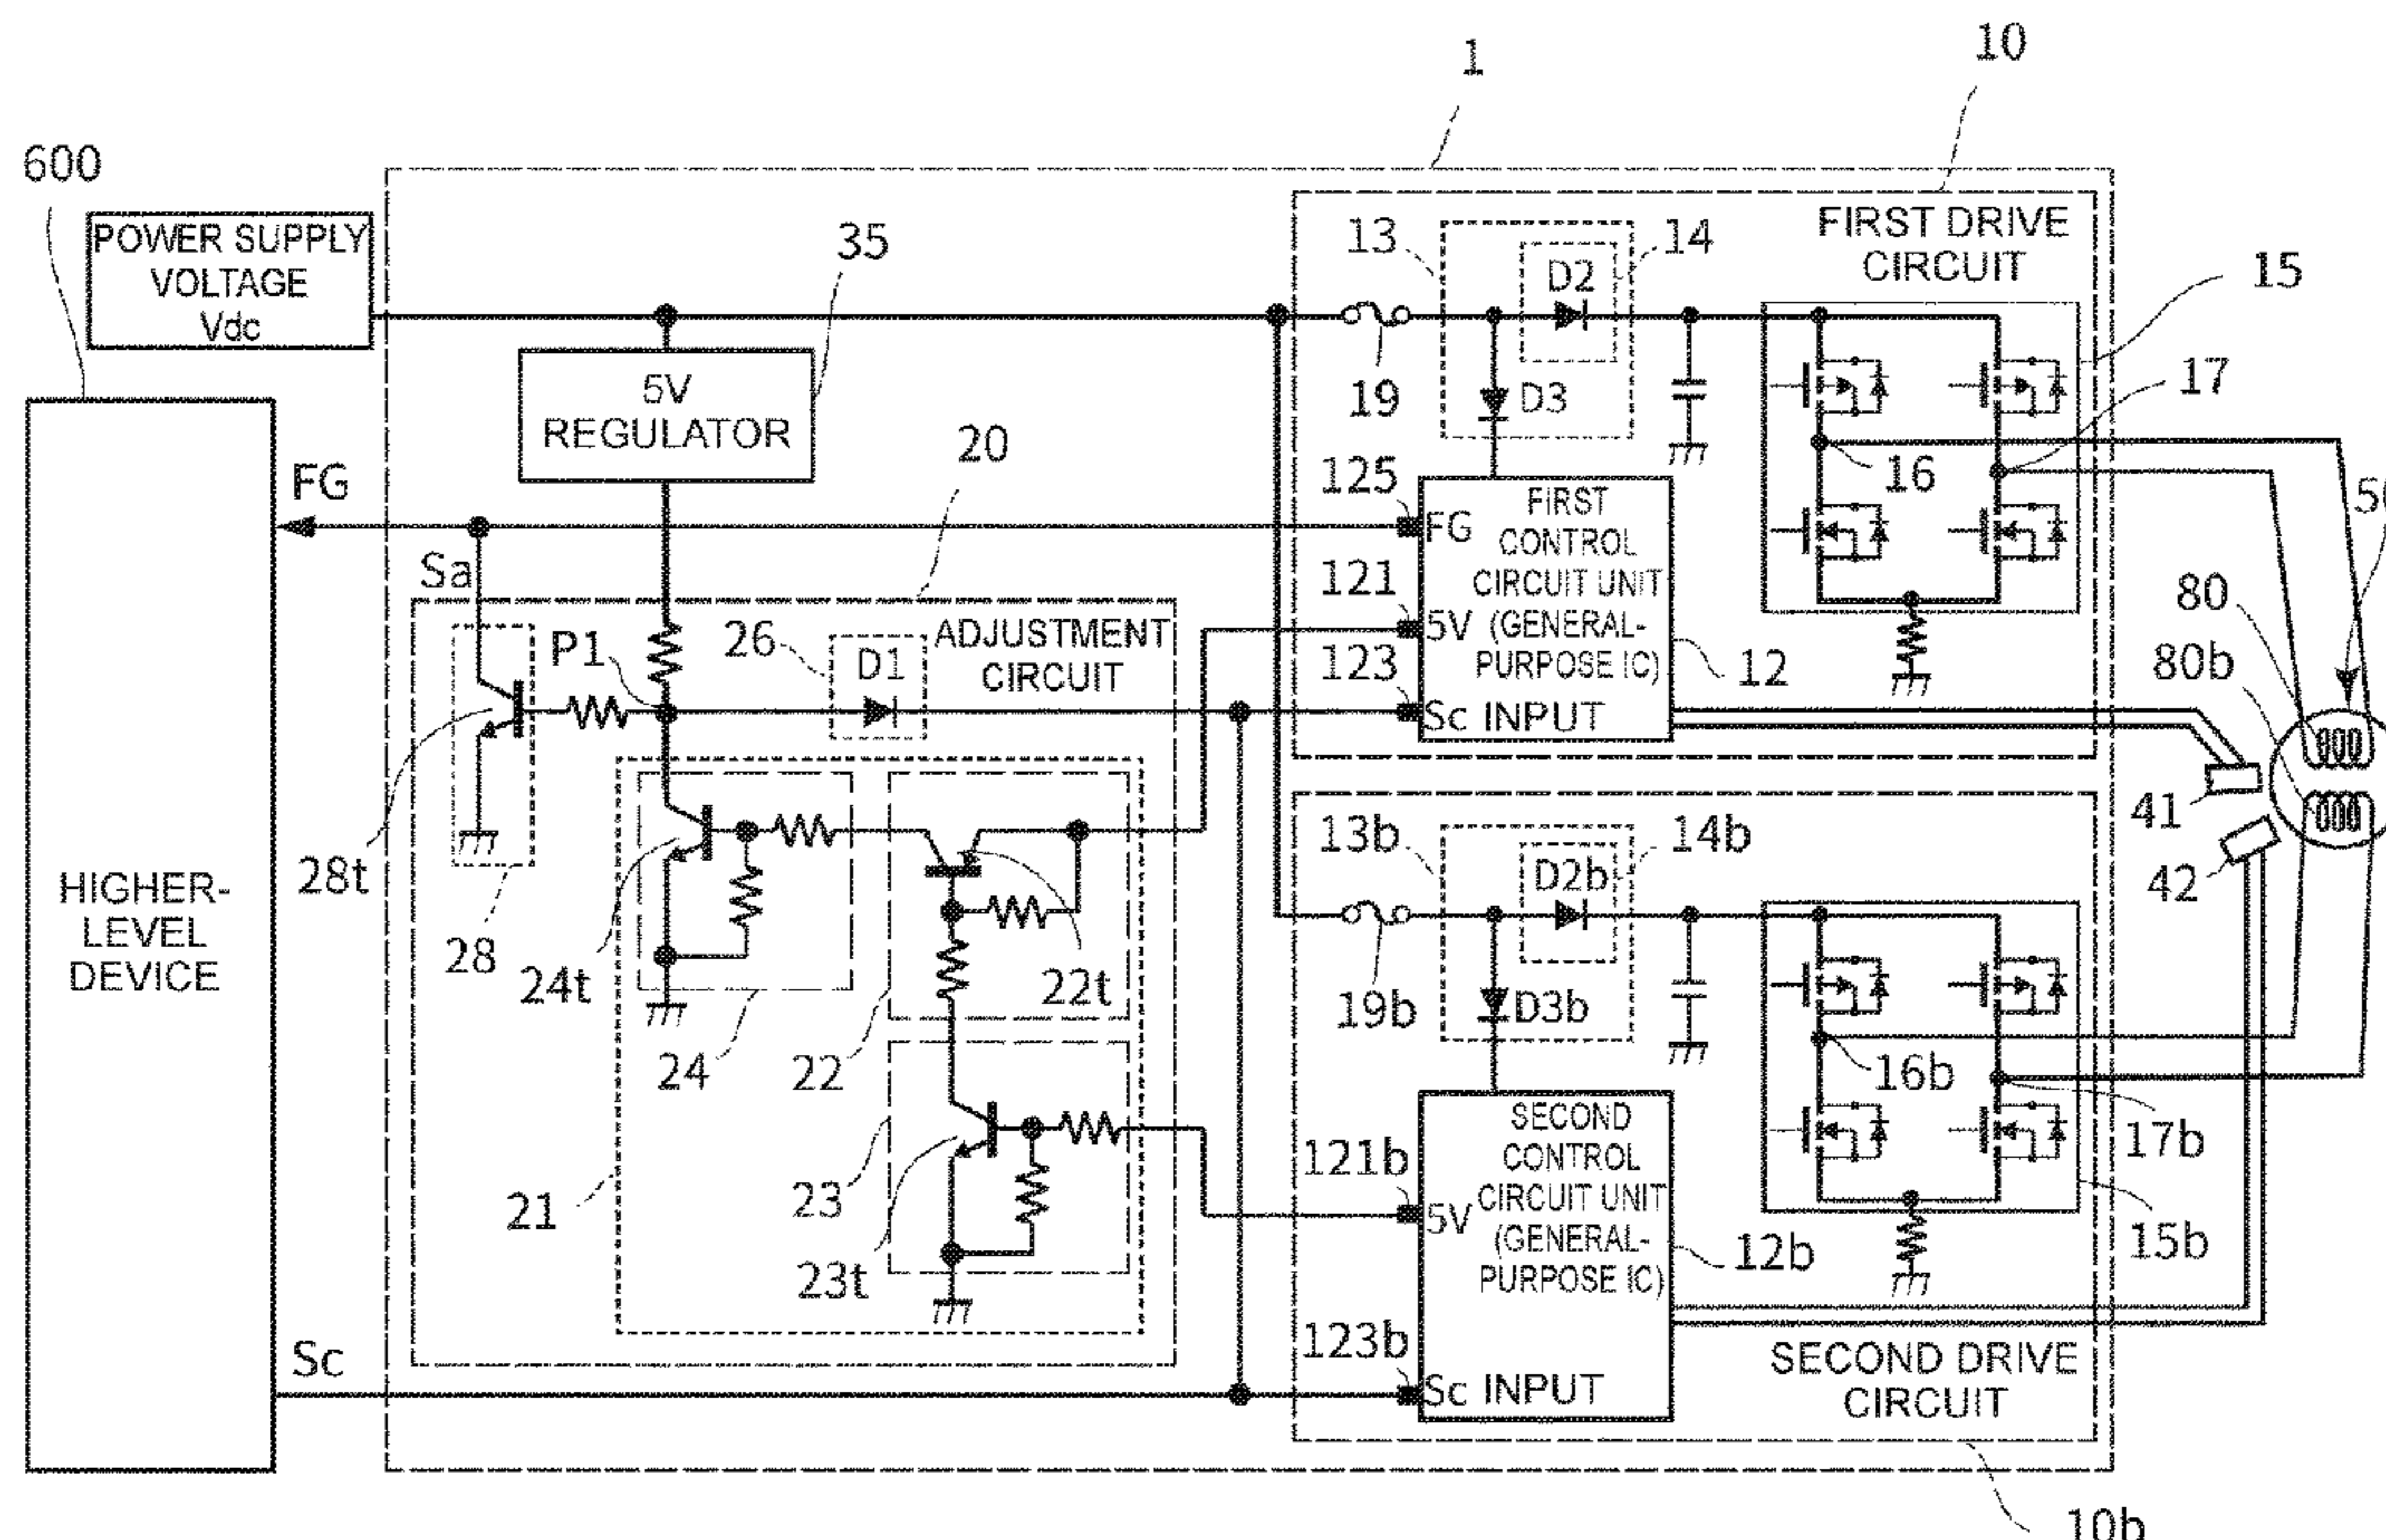 1
10
600
POWER SUPPLY
VOLTAGE
Vdc
35
13
D2
14
FIRST DRIVE
CIRCUIT
15
5V
REGULATOR
19
D3
17
20
16
FG
125
FG
FIRST
CONTROL
CIRCUIT UNIT
(GENERAL-
PURPOSE IC)
Sa
121
5V
80
P1
26
D1
ADJUSTMENT
CIRCUIT
123
12
80b
Sc INPUT
41
28t
13b
D2b
14b
42
HIGHER-
LEVEL
DEVICE
28
24t
22t
19b
D3b
24
22
16b
SECOND
CONTROL
CIRCUIT UNIT
(GENERAL-
PURPOSE IC)
17b
121b
5V
21
23
15b
12b
23t
123b
Sc
Sc INPUT
SECOND DRIVE
CIRCUIT
10b